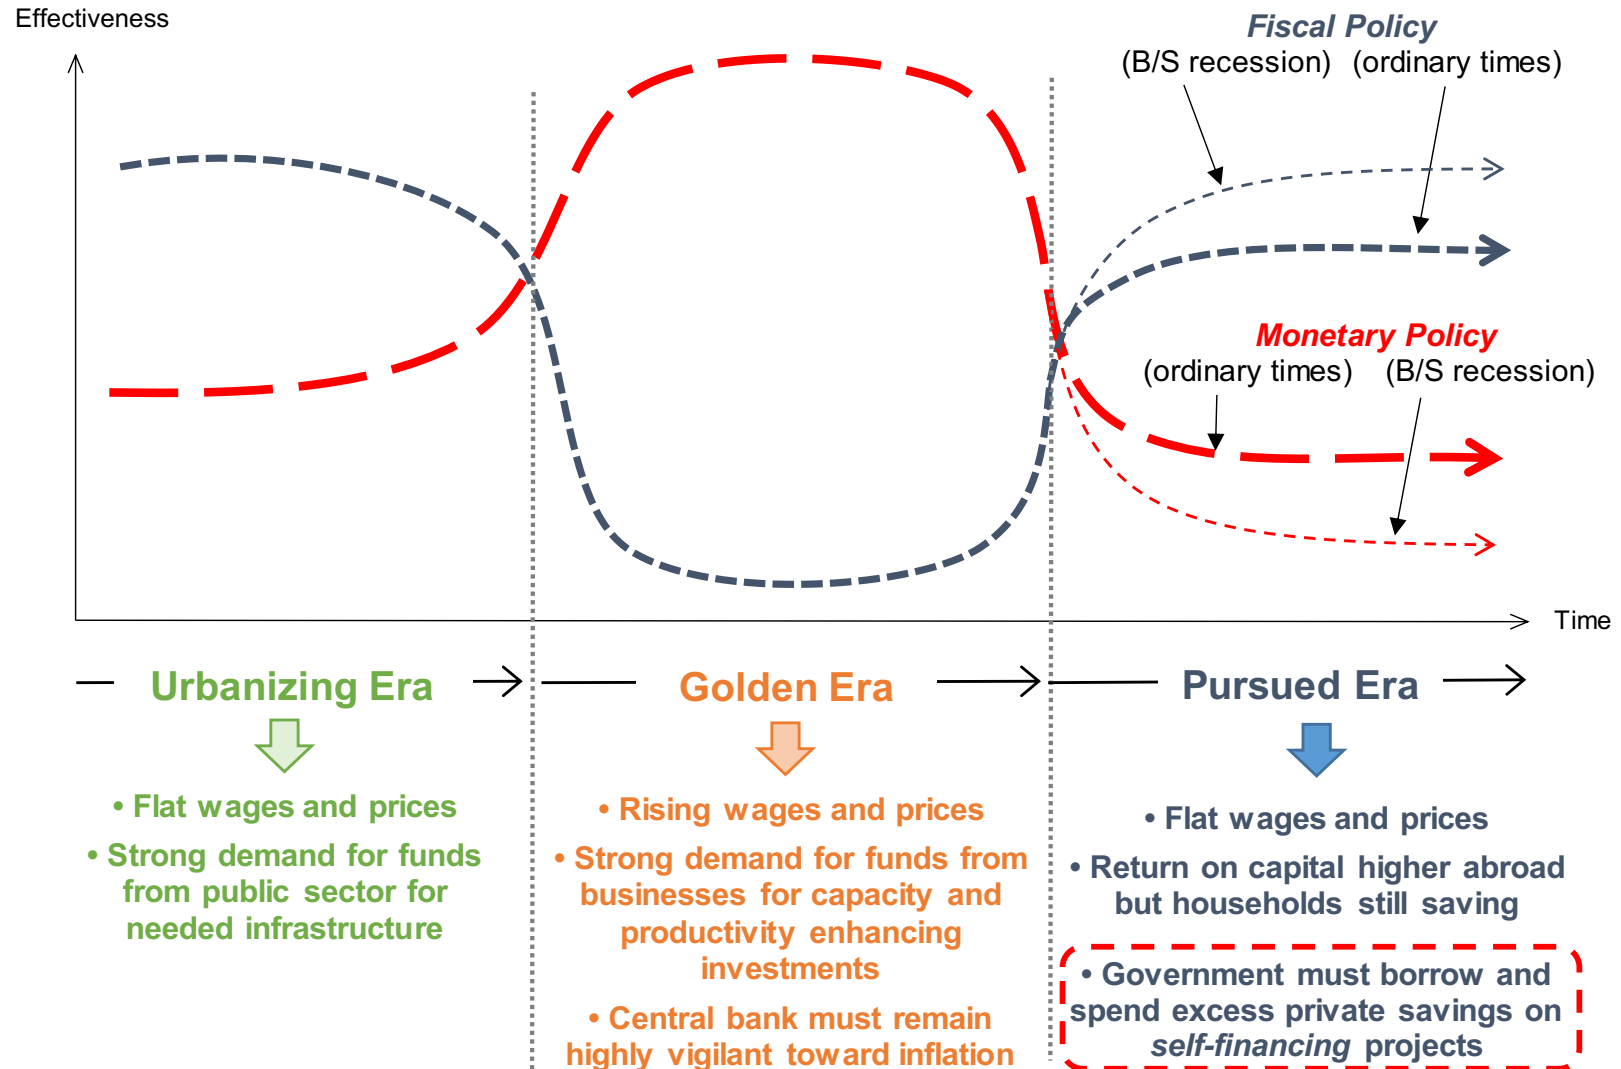 Effectiveness
Fiscal Policy
(B/S recession) (ordinary times)
Monetary Policy
(ordinary times) (B/S recession)
Time
Urbanizing Era
Golden Era
Pursued Era
• Flat wages and prices
• Strong demand for funds
from public sector for
needed infrastructure
• Rising wages and prices
• Strong demand for funds from
businesses for capacity and
productivity enhancing
investments
• Central bank must remain
highly vigilant toward inflation
• Flat wages and prices
• Return on capital higher abroad
but households still saving
• Government must borrow and
spend excess private savings on
self-financing projects